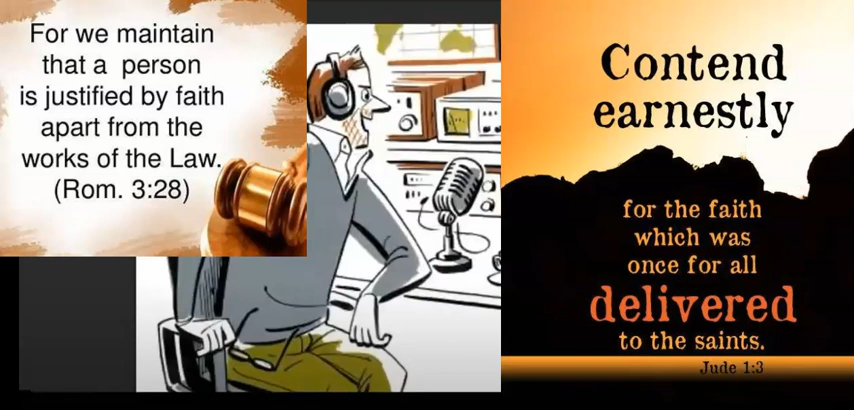 For we maintain
that a person
is justified by faith
apart from the
works of the Law.
(Rom. 3:28)
Contend
earnestly
for the faith
which was
once for all
delivered
to the saints.
Jude 1:3